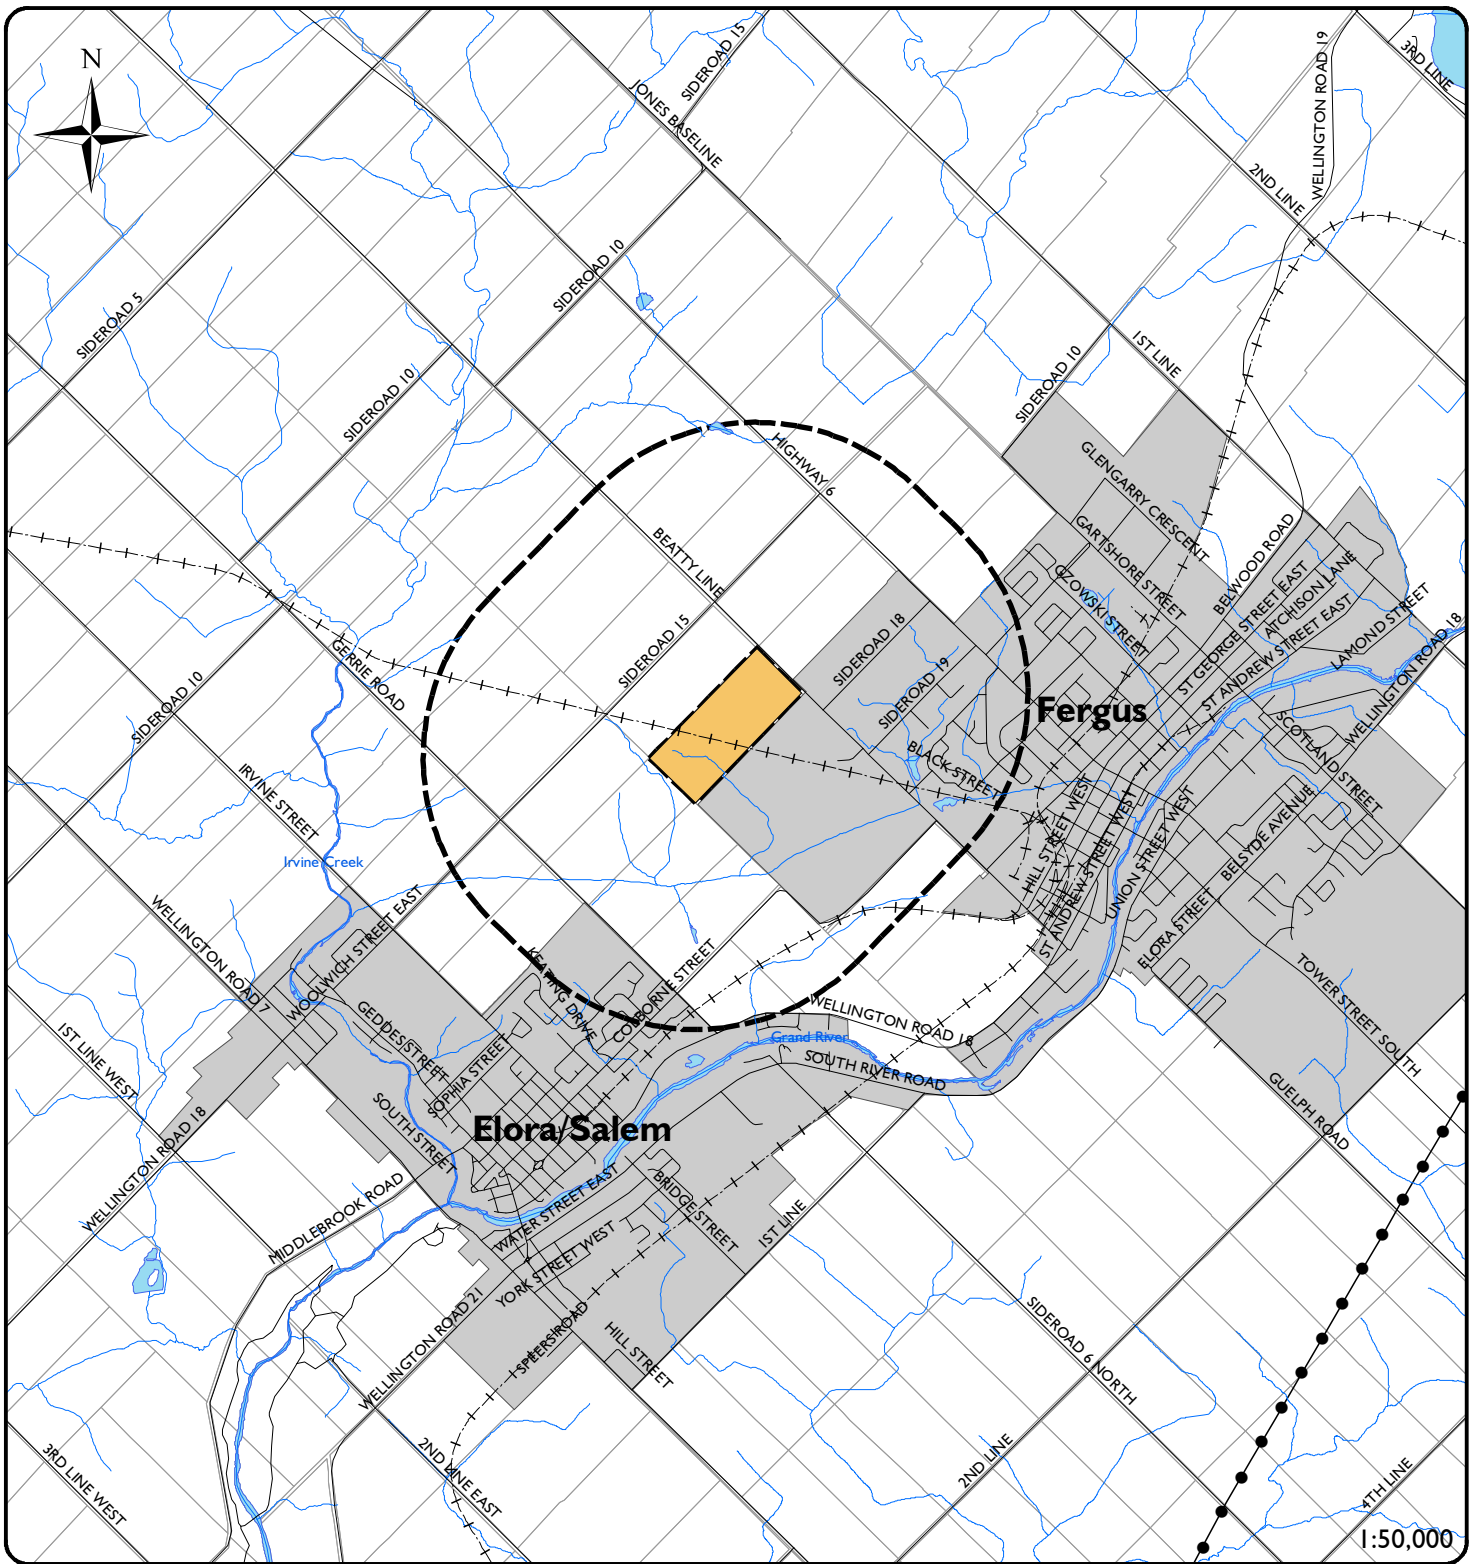 N
SIDEROAD 15
JONES BASELINE
WELLINGTON ROAD 19
3RD LINE
2ND LINE
SIDEROAD 5
SIDEROAD 10
SIDEROAD 10
SIDEROAD 10
1ST LINE
HIGHWAY 6
GLENGARRY CRESCENT
GARTSHORE STREET
GZOWSKI STREET
BELWOOD ROAD
BEATTY LINE
SIDEROAD 15
SIDEROAD 18
SIDEROAD 19
ST GEORGE STREET EAST
AITCHISON LANE
ST ANDREW STREET EAST
LAMOND STREET
WELLINGTON ROAD 18
GERRIE ROAD
SIDEROAD 10
Fergus
SCOTLAND STREET
BLACK STREET
IRVINE STREET
Irvine Creek
HILL STREET WEST
ST ANDREW STREET WEST
UNION STREET WEST
BELSYDE AVENUE
ELORA STREET
WELLINGTON ROAD 7
WOOLWICH STREET EAST
KEATING DRIVE
COLBORNE STREET
TOWER STREET SOUTH
WELLINGTON ROAD 18
Grand River
SOUTH RIVER ROAD
GEDDES STREET
SOPHIA STREET
1ST LINE WEST
SOUTH STREET
Elora/Salem
GUELPH ROAD
WELLINGTON ROAD 18
MIDDLEBROOK ROAD
WATER STREET EAST
BRIDGE STREET
YORK STREET WEST
1ST LINE
WELLINGTON ROAD 21
SPEERS ROAD
HILL STREET
SIDEROAD 6 NORTH
3RD LINE WEST
2ND LINE EAST
2ND LINE
4TH LINE
1:50,000